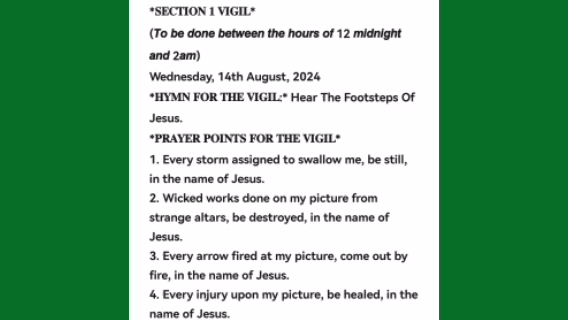 *SECTION 1 VIGIL*
(To be done between the hours of 12 midnight
and 2am)
Wednesday, 14th August, 2024
*HYMN FOR THE VIGIL:* Hear The Footsteps Of
Jesus.
*PRAYER POINTS FOR THE VIGIL*
1. Every storm assigned to swallow me, be still,
in the name of Jesus.
2. Wicked works done on my picture from
strange altars, be destroyed, in the name of
Jesus.
3. Every arrow fired at my picture, come out by
fire, in the name of Jesus.
4. Every injury upon my picture, be healed, in the
name of Jesus.